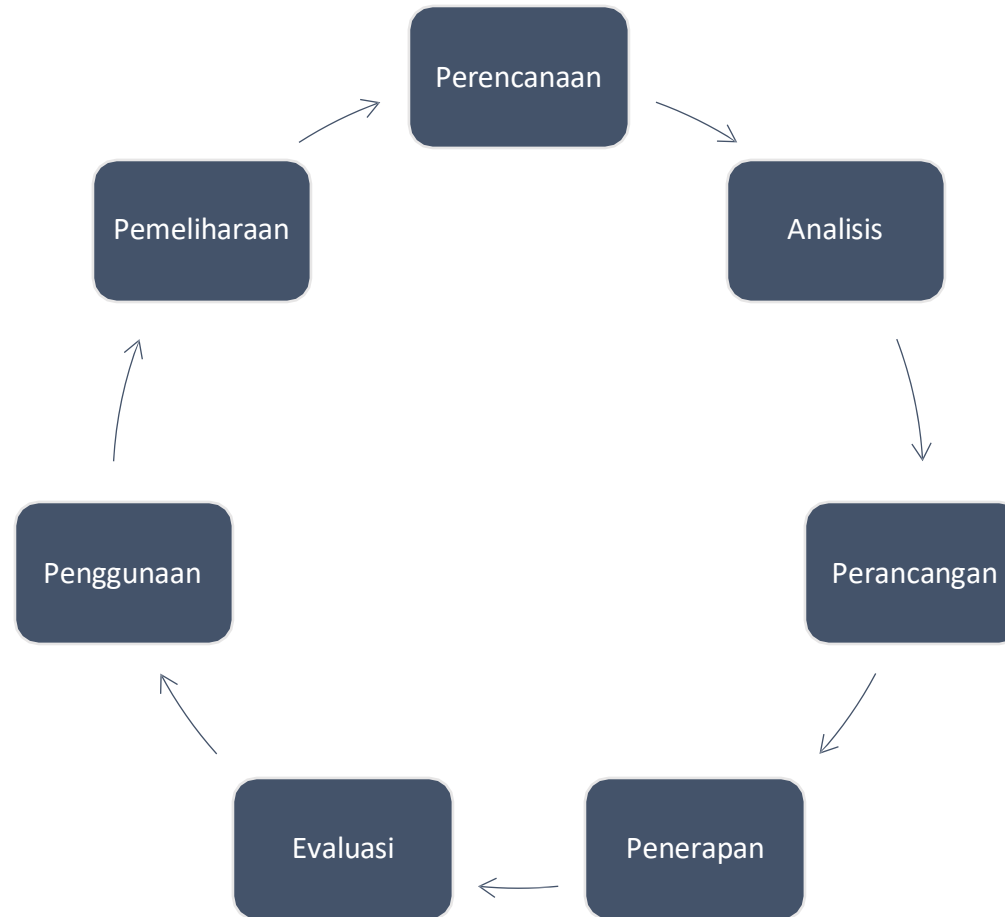 Perencanaan
Analisis
Perancangan
Penerapan
Evaluasi
Penggunaan
Pemeliharaan